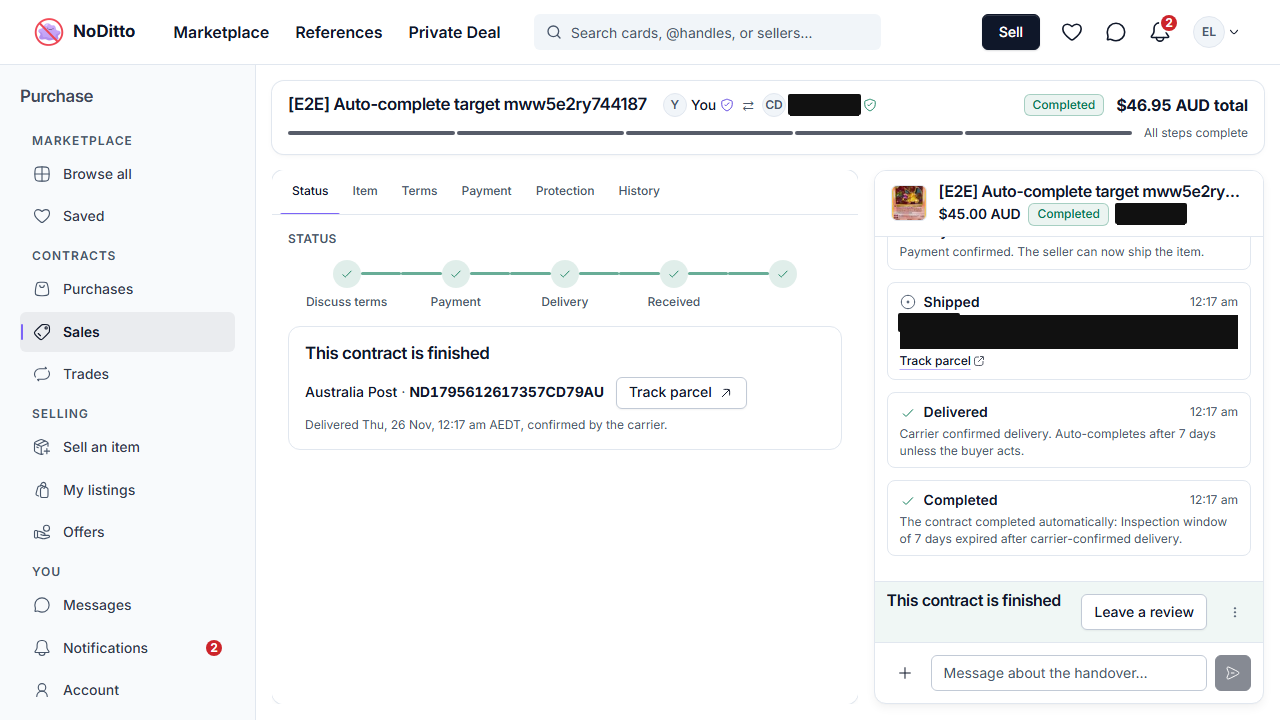 NoDitto
Marketplace
References
Private Deal
Search cards, @handles, or sellers...
Sell
2
EL
Purchase
MARKETPLACE
Browse all
Saved
CONTRACTS
Purchases
Sales
Trades
SELLING
Sell an item
My listings
Offers
YOU
Messages
Notifications
2
Account
[E2E] Auto-complete target mww5e2ry744187
Y You
CD
Completed
$46.95 AUD total
All steps complete
Status
Item
Terms
Payment
Protection
History
STATUS
Discuss terms
Payment
Delivery
Received
This contract is finished
Australia Post · ND1795612617357CD79AU
Track parcel
Delivered Thu, 26 Nov, 12:17 am AEDT, confirmed by the carrier.
[E2E] Auto-complete target mww5e2ry...
$45.00 AUD
Completed
Payment confirmed. The seller can now ship the item.
Shipped
12:17 am
Track parcel
Delivered
12:17 am
Carrier confirmed delivery. Auto-completes after 7 days
unless the buyer acts.
Completed
12:17 am
The contract completed automatically: Inspection window
of 7 days expired after carrier-confirmed delivery.
This contract is finished
Leave a review
Message about the handover...